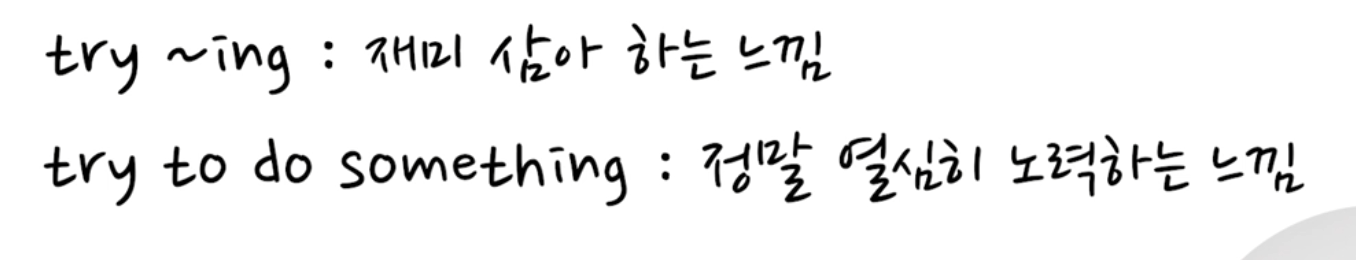 try ~ing : 재미 삼아 하는 느낌
try to do something : 정말 열심히 노력하는 느낌